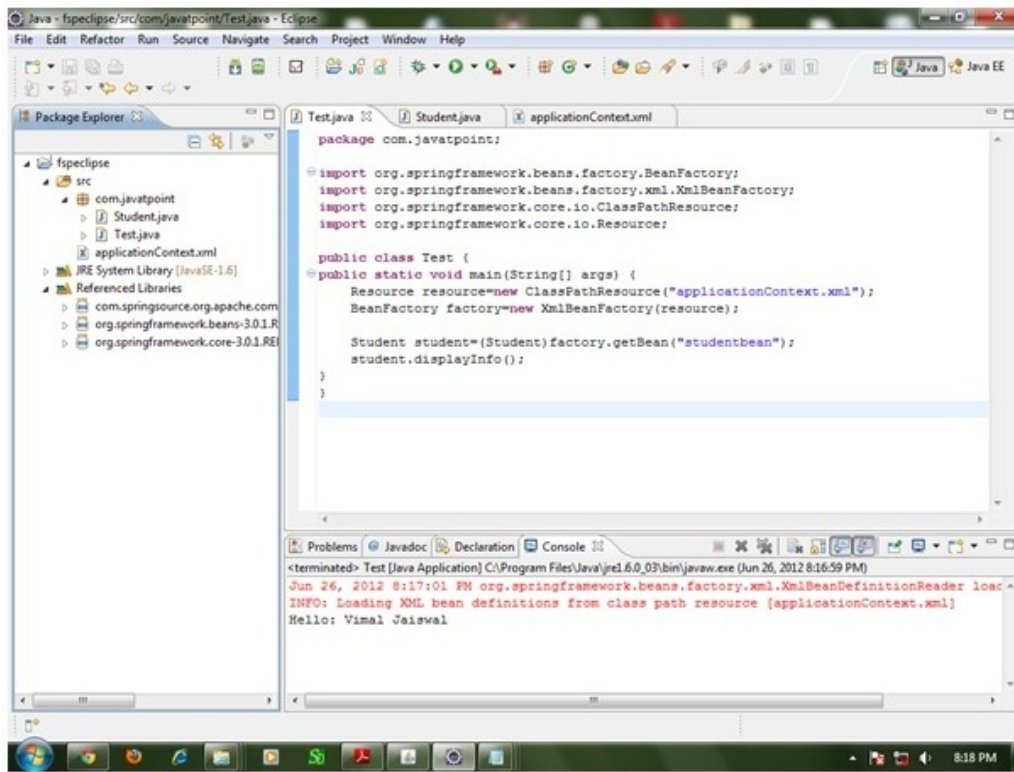 Java - fspeclipse/src/com/javatpoint/Test.java - Eclipse
File Edit Refactor Run Source Navigate Search Project Window Help
Java Java EE
Package Explorer
fspeclipse
src
com.javatpoint
Student.java
Test.java
applicationContext.xml
JRE System Library [JavaSE-1.6]
Referenced Libraries
com.springsource.org.apache.com
org.springframework.beans-3.0.1.R
org.springframework.core-3.0.1.REI
Test.java Student.java applicationContext.xml
package com.javatpoint;
import org.springframework.beans.factory.BeanFactory;
import org.springframework.beans.factory.xml.XmlBeanFactory;
import org.springframework.core.io.ClassPathResource;
import org.springframework.core.io.Resource;
public class Test {
public static void main(String[] args) {
Resource resource=new ClassPathResource("applicationContext.xml");
BeanFactory factory=new XmlBeanFactory(resource);
Student student=(Student)factory.getBean("studentbean");
student.displayInfo();
}
}
Problems Javadoc Declaration Console
<terminated> Test [Java Application] C:\Program Files\Java\jre1.6.0_03\bin\javaw.exe (Jun 26, 2012 8:16:59 PM)
Jun 26, 2012 8:17:01 PM org.springframework.beans.factory.xml.XmlBeanDefinitionReader loac
INFO: Loading XML bean definitions from class path resource [applicationContext.xml]
Hello: Vimal Jaiswal
8:18 PM